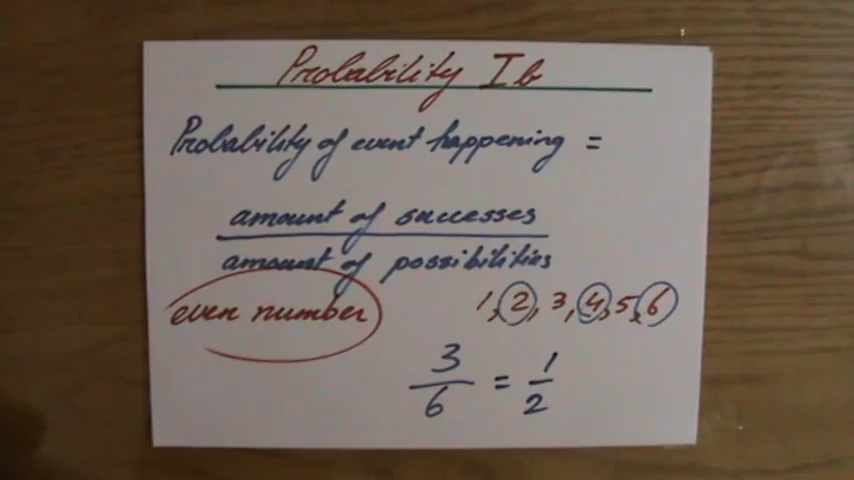 Probability Ib
Probability of event happening =
amount of successes
amount of possibilities
even number
1, 2, 3, 4, 5, 6
3
6
=
1
2